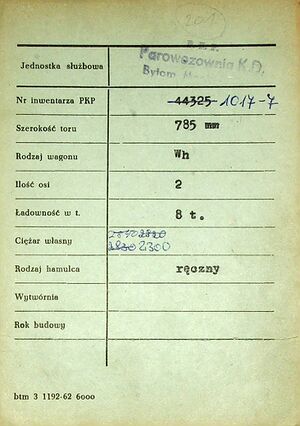 201
P.K.P.
Jednostka służbowa Parowozownia K.D.
Bytom
Nr inwentarza PKP 44325 1017-7
Szerokość toru 785 mm
Rodzaj wagonu Wh
Ilość osi 2
Ładowność w t. 8 t.
Ciężar własny
2300
Rodzaj hamulca ręczny
Wytwórnia
Rok budowy
btm 3 1192-62 6000